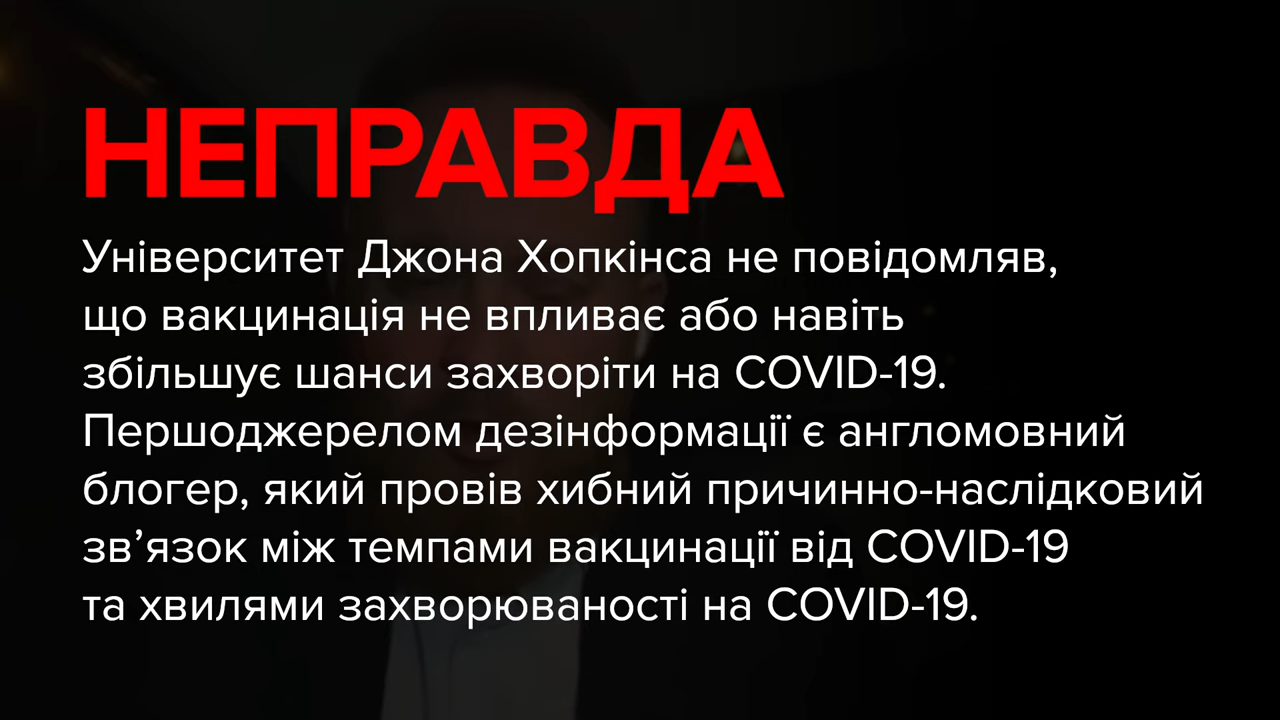 НЕПРАВДА
Університет Джона Хопкінса не повідомляв,
що вакцинація не впливає або навіть
збільшує шанси захворіти на COVID-19.
Першоджерелом дезінформації є англомовний
блогер, який провів хибний причинно-наслідковий
зв’язок між темпами вакцинації від COVID-19
та хвилями захворюваності на COVID-19.